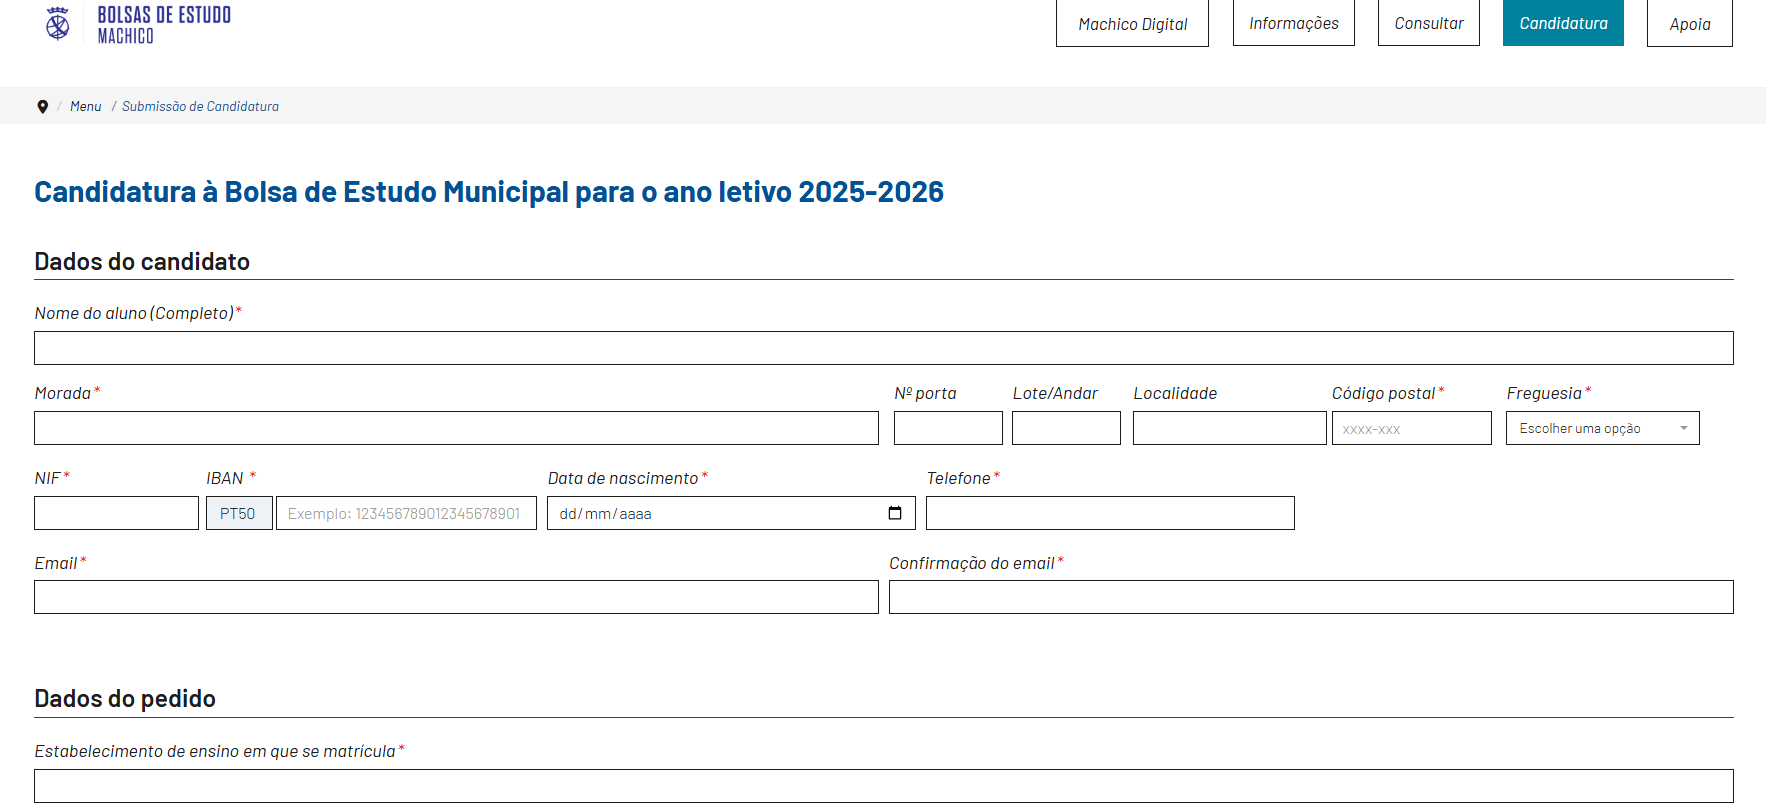 BOLSAS DE ESTUDO
MACHICO
Machico Digital
Informações
Consultar
Candidatura
Apoia
/ Menu / Submissão de Candidatura
Candidatura à Bolsa de Estudo Municipal para o ano letivo 2025-2026
Dados do candidato
Nome do aluno (Completo)*
Morada* Nº porta Lote/Andar Localidade Código postal* Freguesia*
xxxx-xxx Escolher uma opção
NIF* IBAN * Data de nascimento* Telefone*
PT50 Exemplo: 123456789012345678901 dd/mm/aaaa
Email* Confirmação do email*
Dados do pedido
Estabelecimento de ensino em que se matrícula*